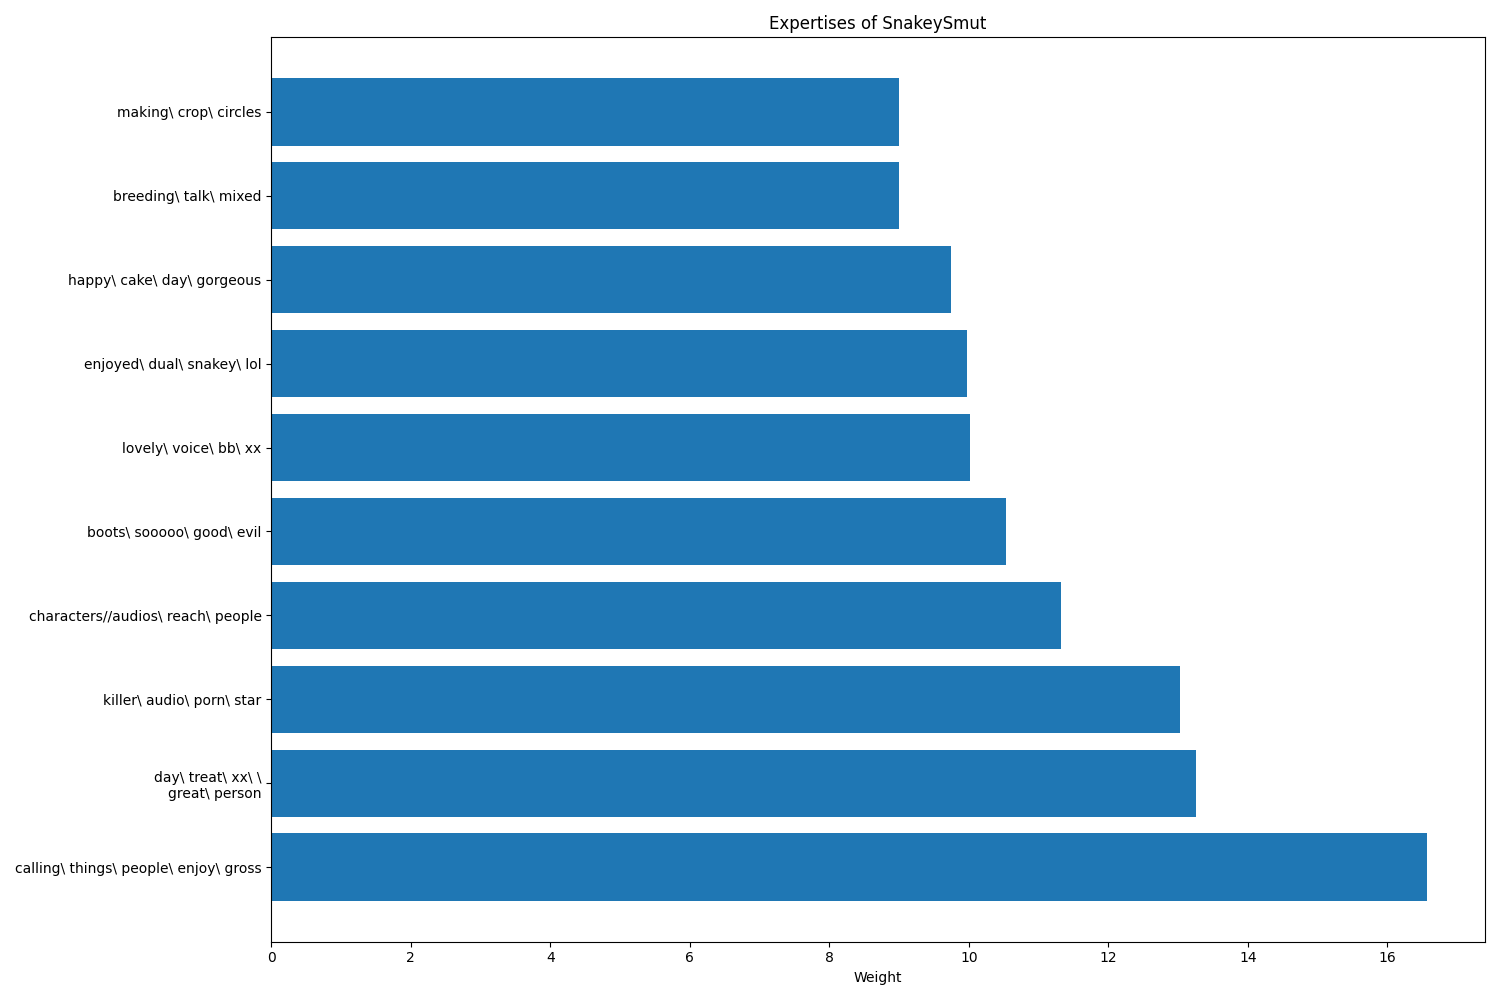 Expertises of SnakeySmut
making\ crop\ circles
breeding\ talk\ mixed
happy\ cake\ day\ gorgeous
enjoyed\ dual\ snakey\ lol
lovely\ voice\ bb\ xx
boots\ sooooo\ good\ evil
characters//audios\ reach\ people
killer\ audio\ porn\ star
day\ treat\ xx\ \
great\ person
calling\ things\ people\ enjoy\ gross
0 2 4 6 8 10 12 14 16
Weight